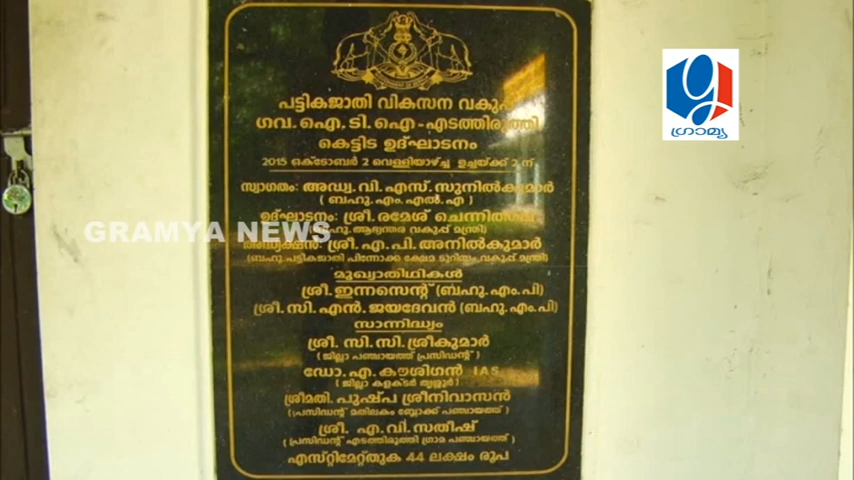 പട്ടികജാതി വികസന വകുപ്പ്
ഗവ.ഐ.ടി.ഐ-എടത്തിരുത്തി
കെട്ടിട ഉദ്ഘാടനം
2015 ഒക്ടോബർ 2 വെള്ളിയാഴ്ച ഉച്ചയ്ക്ക് 2 ന്
സ്വാഗതം: അഡ്വ.വി.എസ്.സുനിൽകുമാർ
(ബഹു.എം.എൽ.എ)
ഉദ്ഘാടനം: ശ്രീ.രമേശ് ചെന്നിത്തല
(ബഹു.ആഭ്യന്തര വകുപ്പ് മന്ത്രി)
അദ്ധ്യക്ഷൻ: ശ്രീ.എ.പി.അനിൽകുമാർ
(ബഹു.പട്ടികജാതി പിന്നോക്ക ക്ഷേമ ടൂറിസം വകുപ്പ് മന്ത്രി)
മുഖ്യാതിഥികൾ
ശ്രീ.ഇന്നസെന്റ് (ബഹു.എം.പി)
ശ്രീ.സി.എൻ.ജയദേവൻ (ബഹു.എം.പി)
സാന്നിദ്ധ്യം
ശ്രീ.സി.സി.ശ്രീകുമാർ
(ജില്ലാ പഞ്ചായത്ത് പ്രസിഡന്റ്)
ഡോ.എ.കൗശിഗൻ IAS
(ജില്ലാ കളക്ടർ തൃശൂർ)
ശ്രീമതി. പുഷ്പ ശ്രീനിവാസൻ
(പ്രസിഡന്റ് മതിലകം ബ്ലോക്ക് പഞ്ചായത്ത്)
ശ്രീ. എ.വി.സതീഷ്
(പ്രസിഡന്റ് എടത്തിരുത്തി ഗ്രാമ പഞ്ചായത്ത്)
എസ്റ്റിമേറ്റ്തുക 44 ലക്ഷം രൂപ
GRAMYA NEWS
ഗ്രാമ്യ